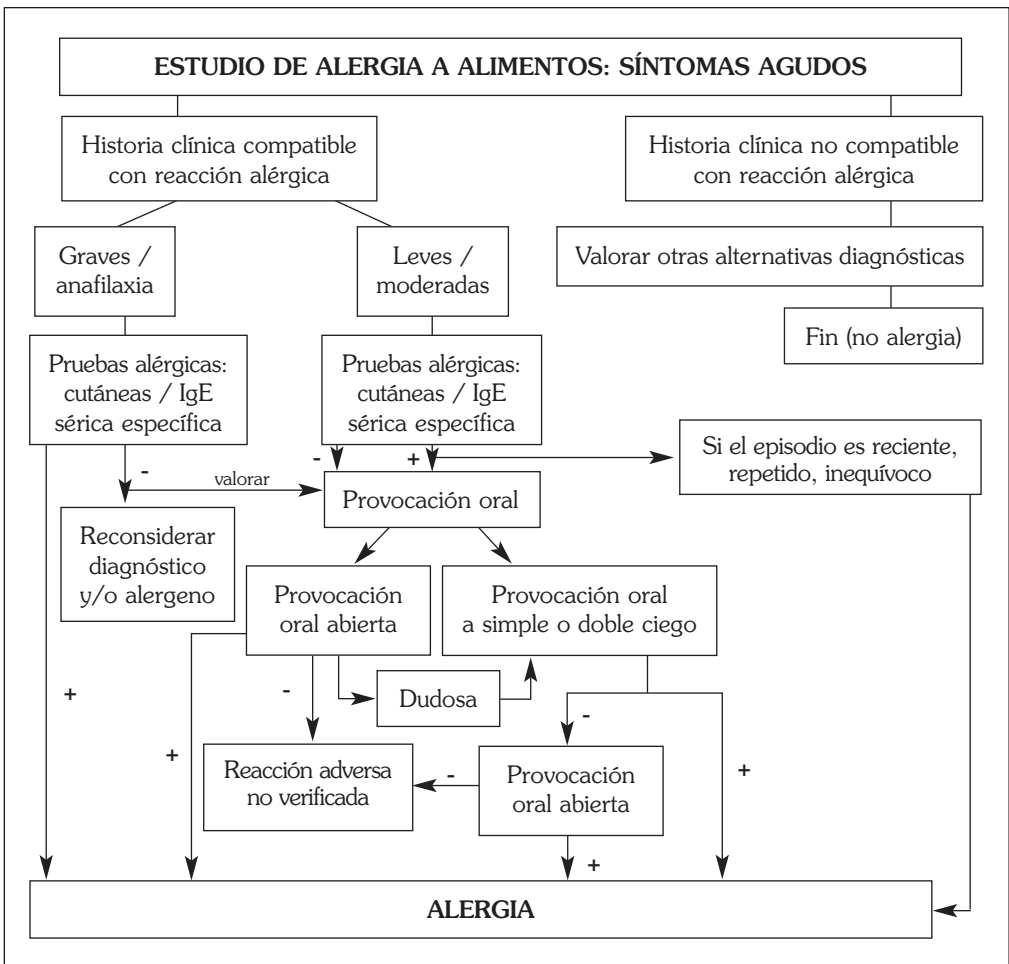 ESTUDIO DE ALERGIA A ALIMENTOS: SÍNTOMAS AGUDOS
Historia clínica compatible
con reacción alérgica
Historia clínica no compatible
con reacción alérgica
Graves /
anafilaxia
Leves /
moderadas
Valorar otras alternativas diagnósticas
Fin (no alergia)
Pruebas alérgicas:
cutáneas / IgE
sérica específica
Pruebas alérgicas:
cutáneas / IgE
sérica específica
-
valorar
-
+
Si el episodio es reciente,
repetido, inequívoco
Provocación oral
Reconsiderar
diagnóstico
y/o alergeno
Provocación
oral abierta
Provocación oral
a simple o doble ciego
+
-
Dudosa
-
+
Reacción adversa
no verificada
-
Provocación
oral abierta
+
+
ALERGIA